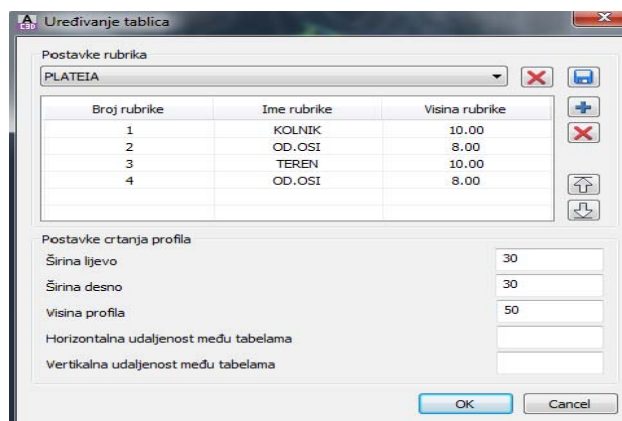 A
C3D
Uređivanje tablica
Postavke rubrika
PLATEIA
Broj rubrike Ime rubrike Visina rubrike
1 KOLNIK 10.00
2 OD.OSI 8.00
3 TEREN 10.00
4 OD.OSI 8.00
Postavke crtanja profila
Širina lijevo 30
Širina desno 30
Visina profila 50
Horizontalna udaljenost među tabelama
Vertikalna udaljenost među tabelama
OK Cancel